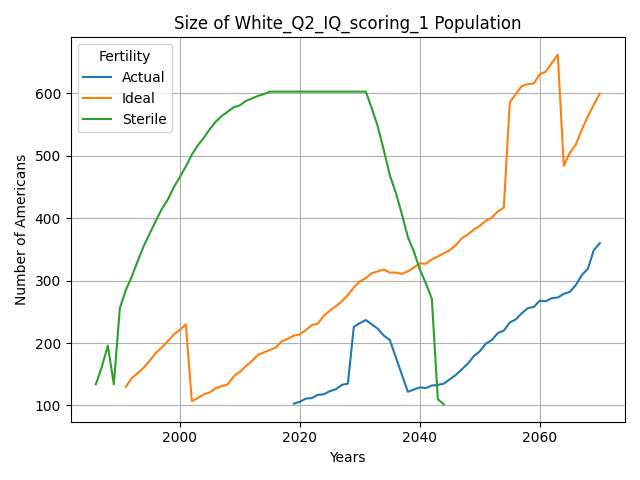 Size of White_Q2_IQ_scoring_1 Population
Fertility
Actual
Ideal
Sterile
Number of Americans
600
500
400
300
200
100
2000
2020
2040
2060
Years